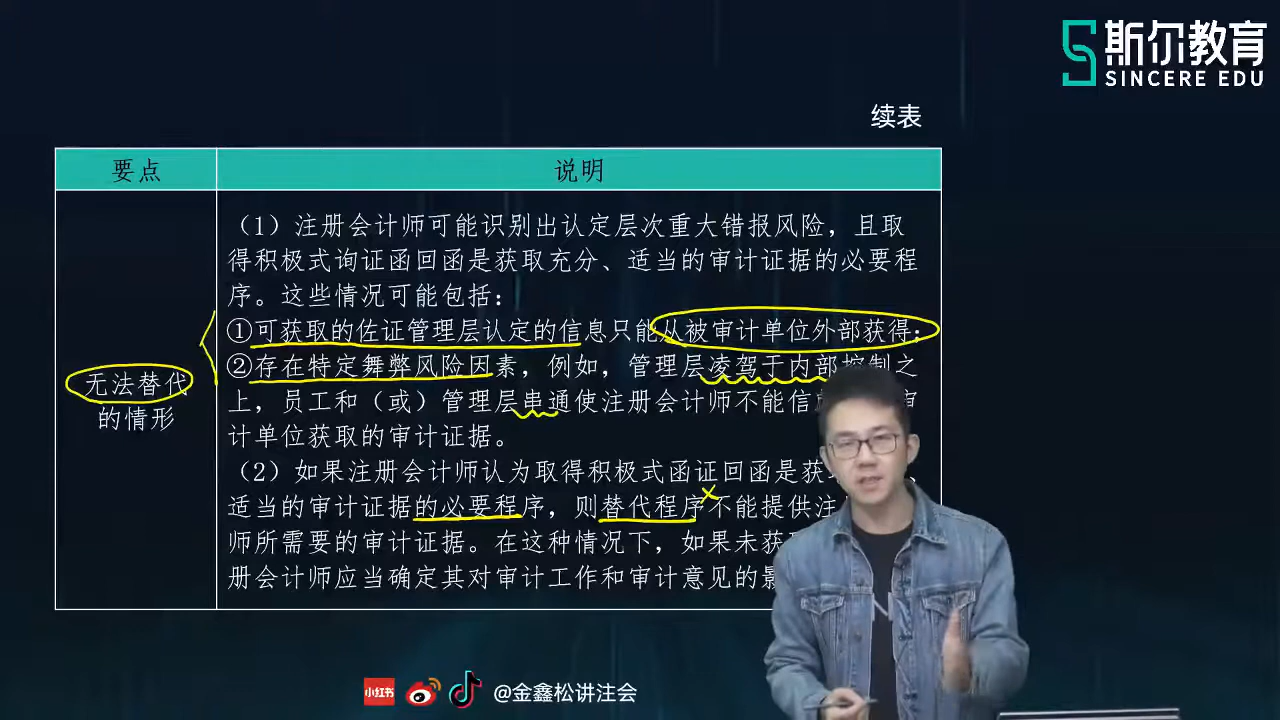 斯尔教育
SINCERE EDU
续表
要点
说明
无法替代
的情形
（1）注册会计师可能识别出认定层次重大错报风险，且取
得积极式询证函回函是获取充分、适当的审计证据的必要程
序。这些情况可能包括：
①可获取的佐证管理层认定的信息只能从被审计单位外部获得；
②存在特定舞弊风险因素，例如，管理层凌驾于内部控制之
上，员工和（或）管理层串通使注册会计师不能信 审
计单位获取的审计证据。
（2）如果注册会计师认为取得积极式函证回函是获 、
适当的审计证据的必要程序，则替代程序不能提供注
师所需要的审计证据。在这种情况下，如果未获
册会计师应当确定其对审计工作和审计意见的影
小红书
@金鑫松讲注会